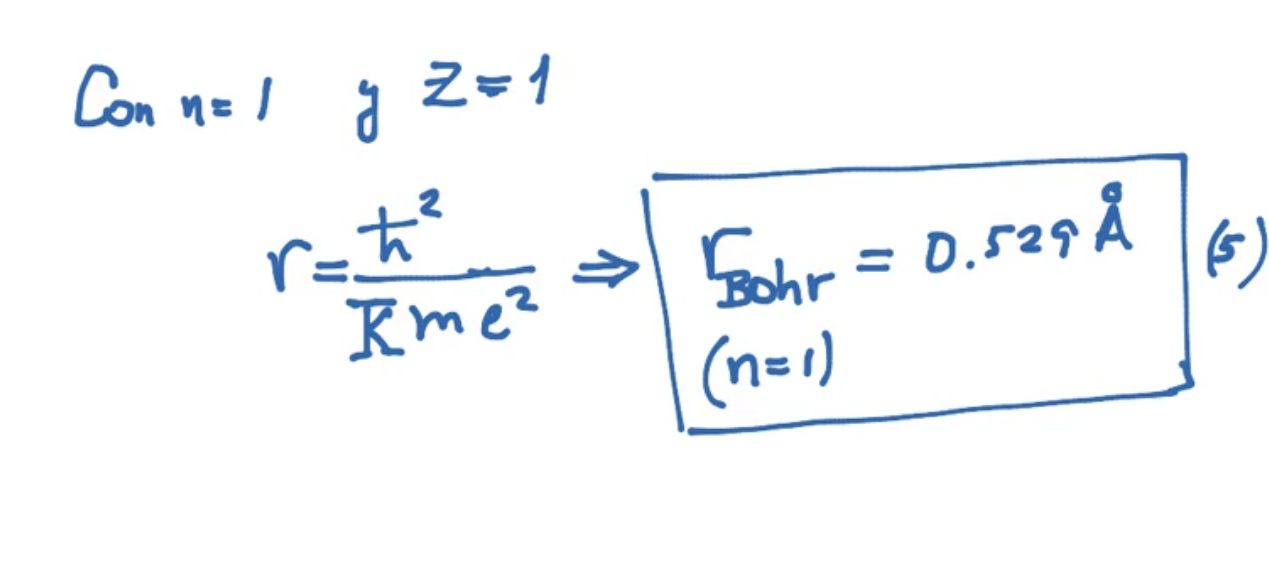 Con n=1 y Z=1
r = ħ² / K m e² ⇒ r_Bohr = 0.529 Å (5)
(n=1)